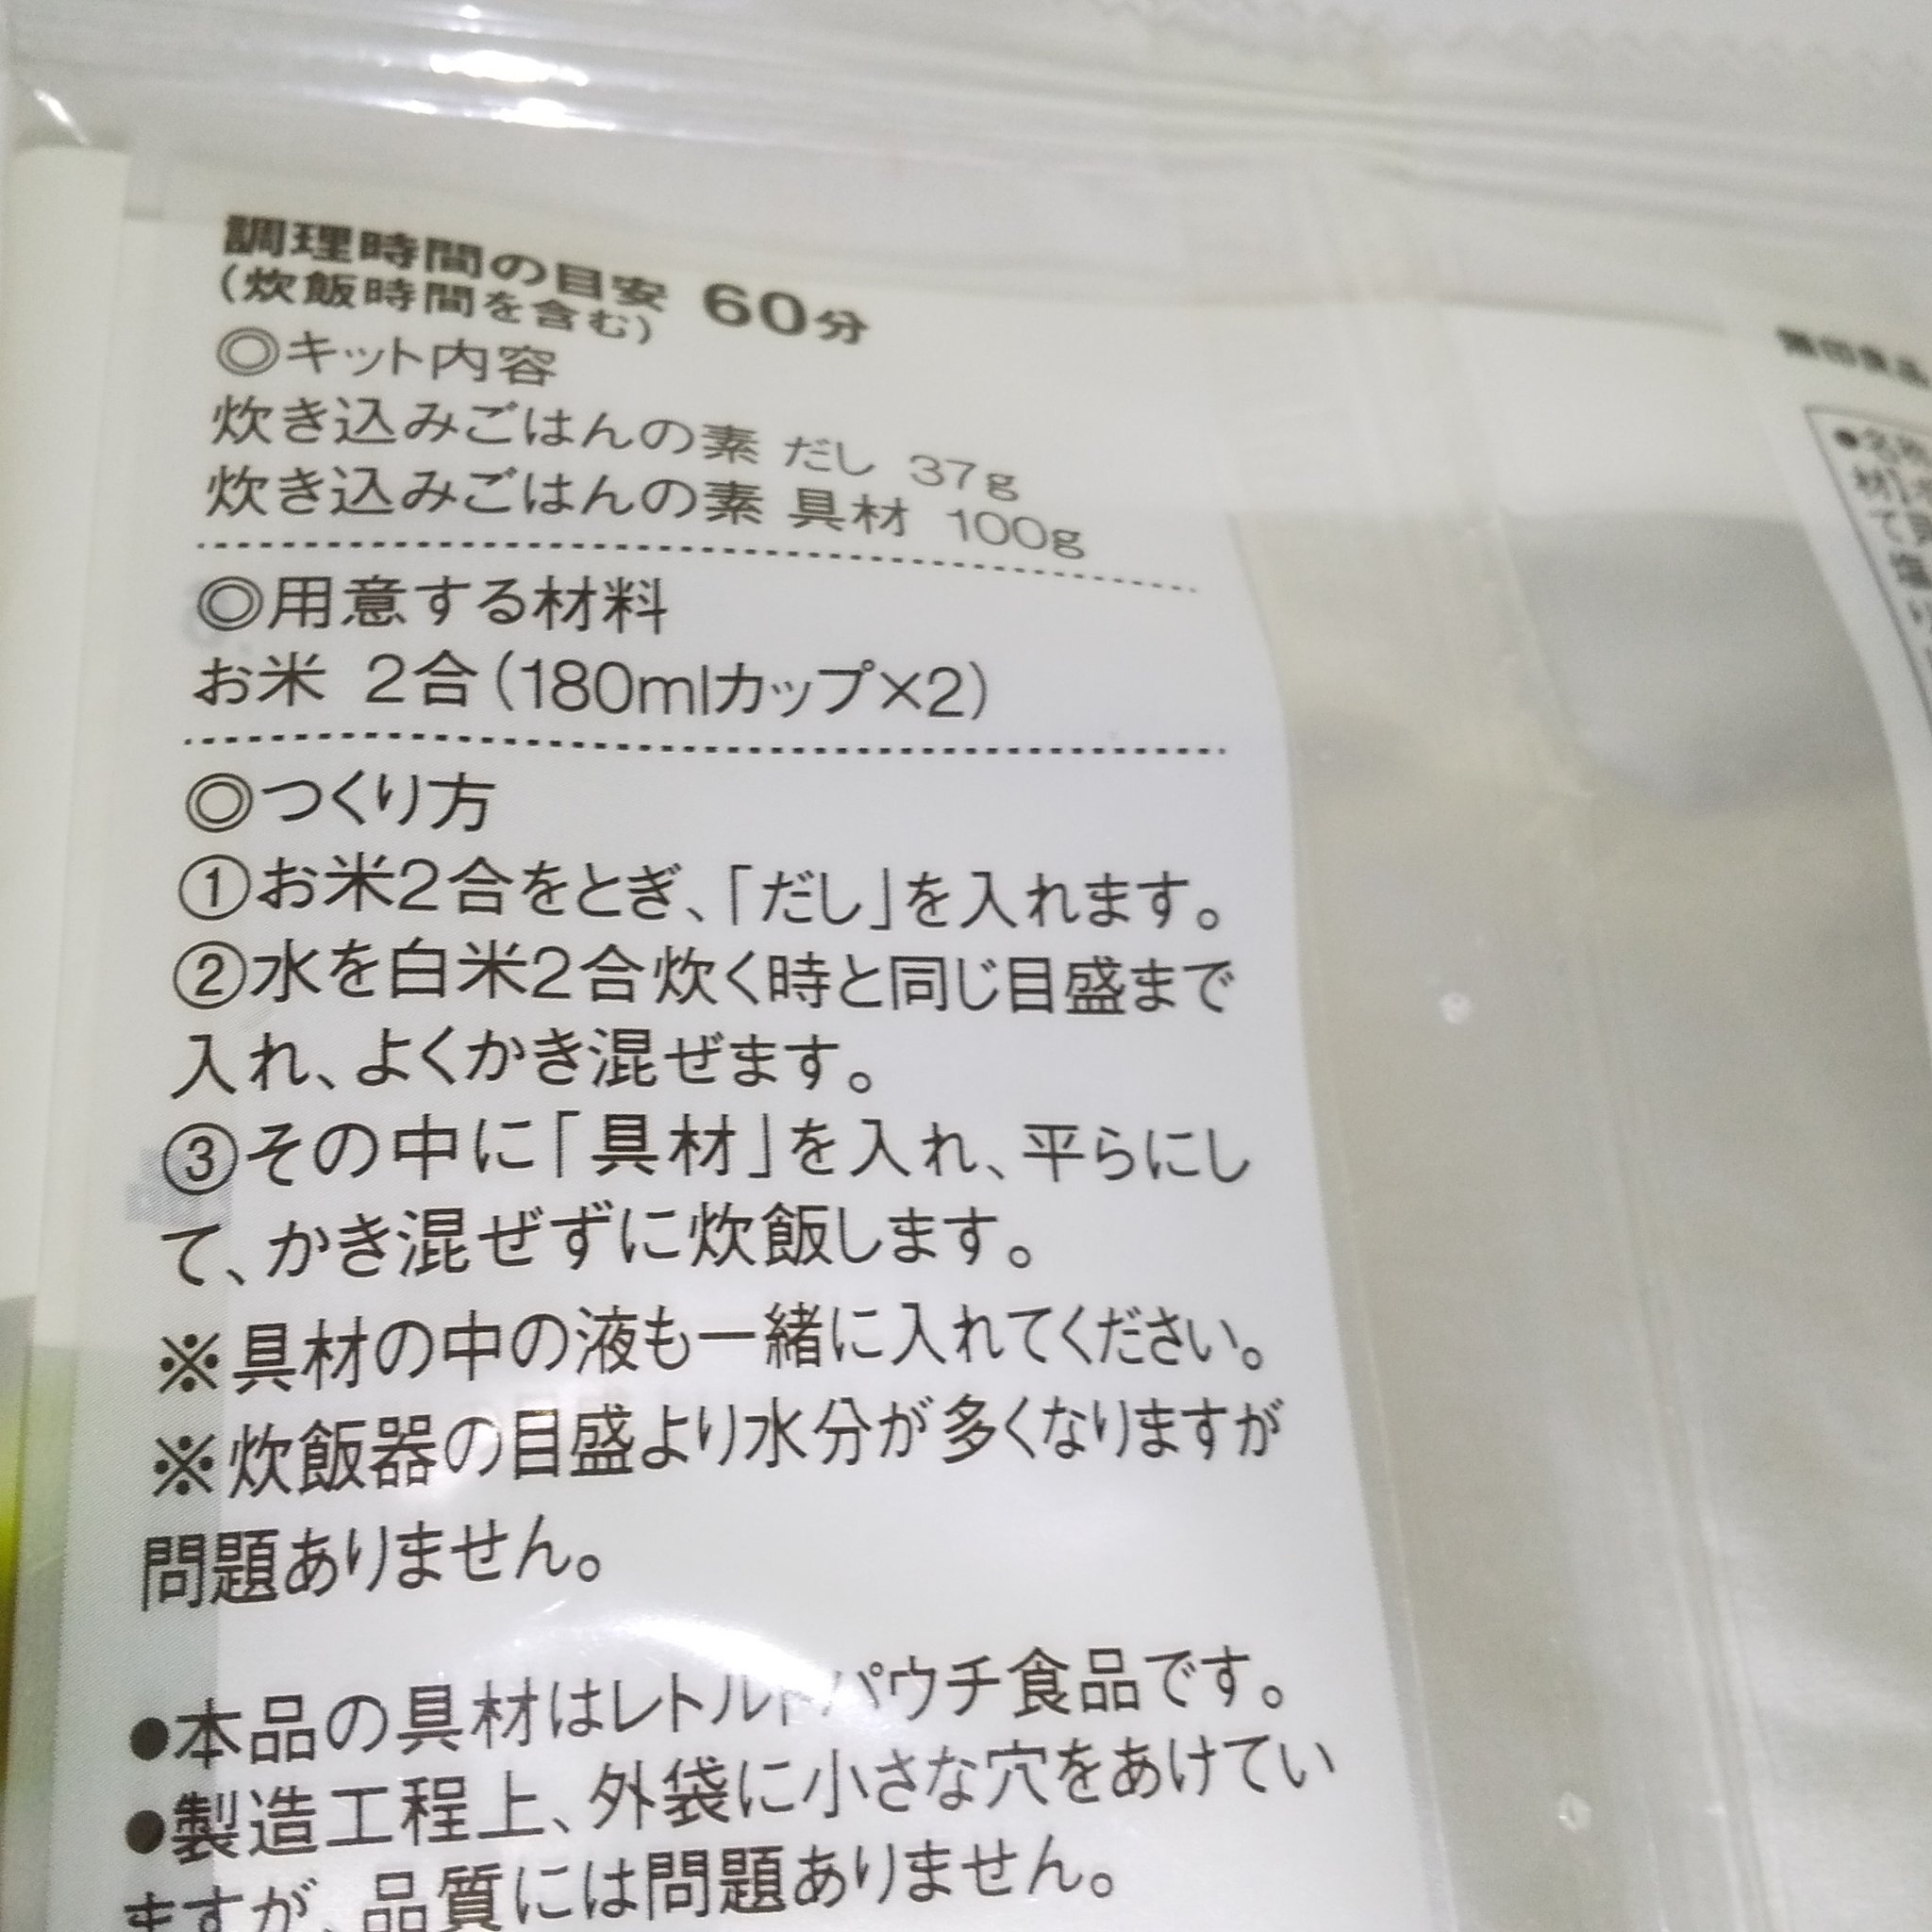 調理時間の目安 60分
(炊飯時間を含む)
◎キット内容
炊き込みごはんの素 だし 37g
炊き込みごはんの素 具材 100g
◎用意する材料
お米 2合(180mlカップ×2)
◎つくり方
①お米2合をとぎ、「だし」を入れます。
②水を白米2合炊く時と同じ目盛まで
入れ、よくかき混ぜます。
③その中に「具材」を入れ、平らにし
て、かき混ぜずに炊飯します。
※具材の中の液も一緒に入れてください。
※炊飯器の目盛より水分が多くなりますが
問題ありません。
●本品の具材はレトルトパウチ食品です。
●製造工程上、外袋に小さな穴をあけてい
ますが、品質には問題ありません。
●名称